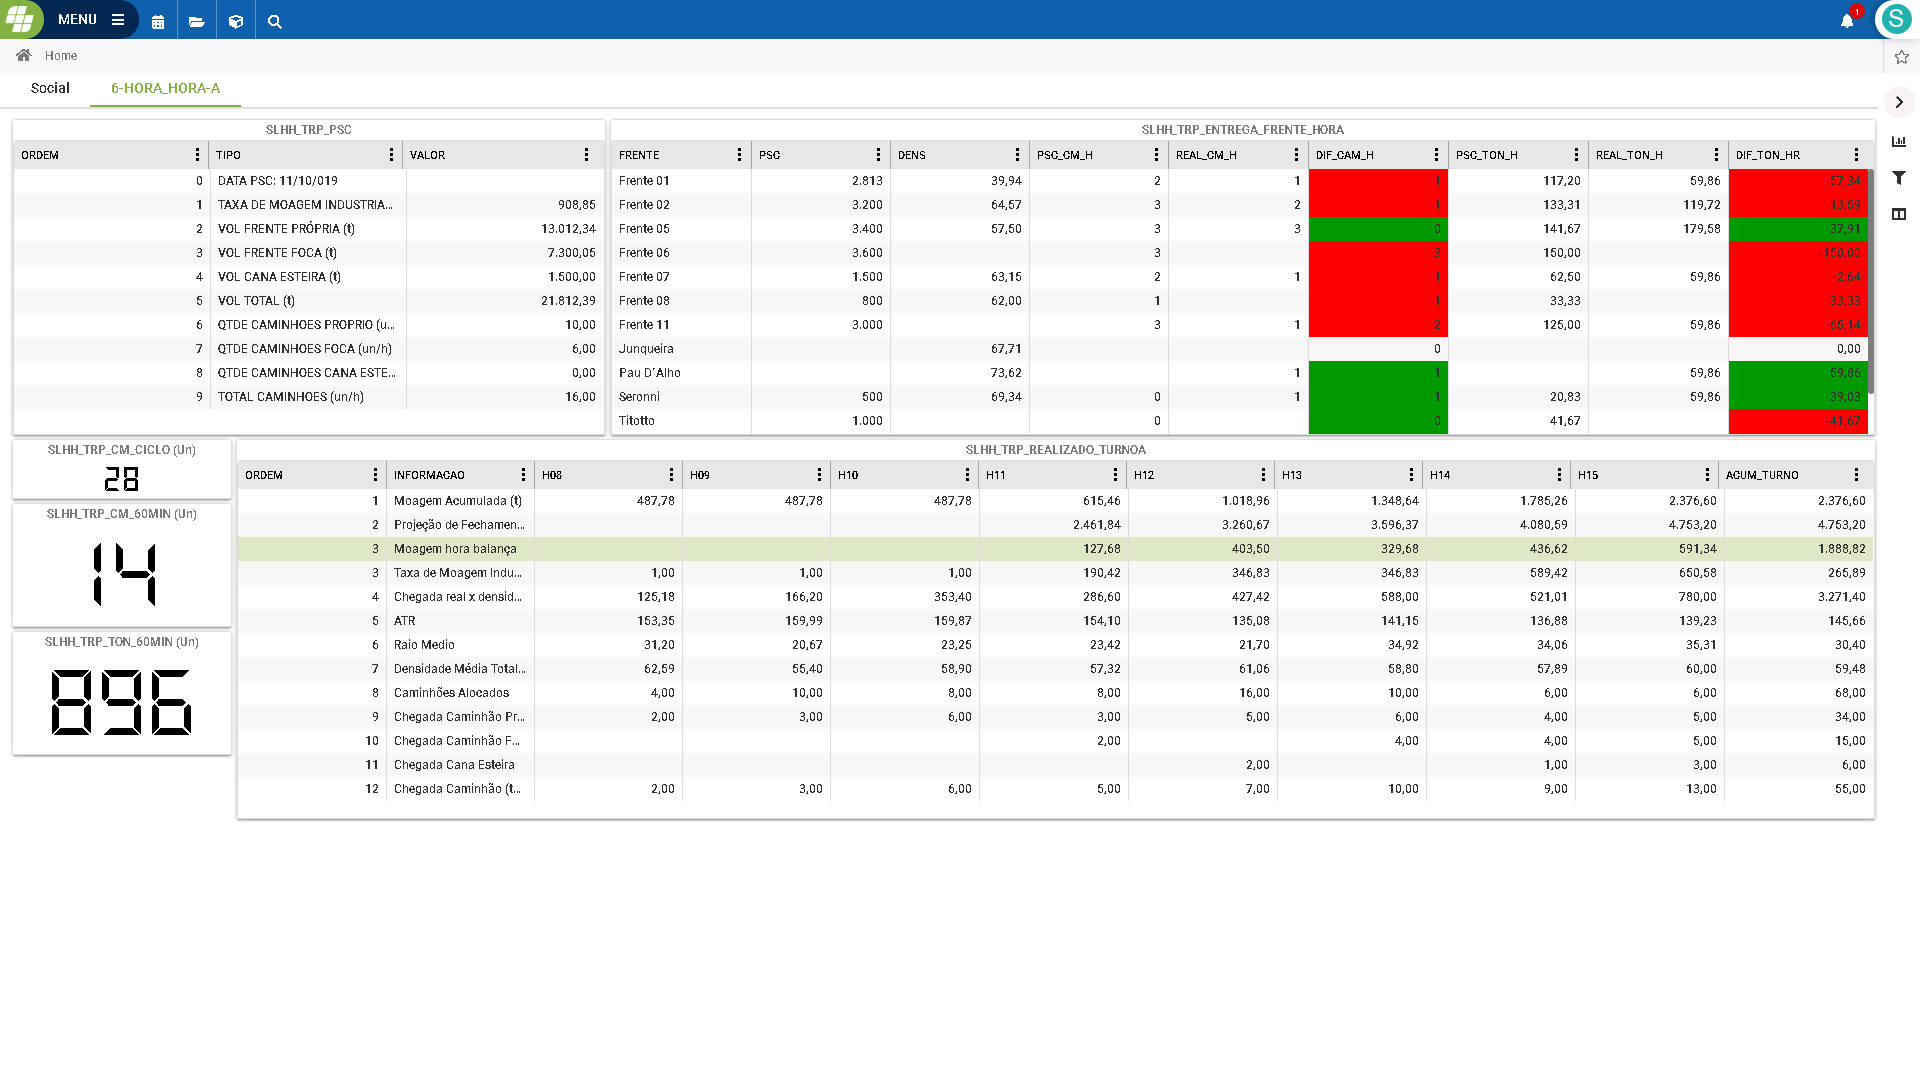 MENU
1
S
Home
Social 6-HORA_HORA-A
SLHH_TRP_PSC
ORDEM TIPO VALOR
0 DATA PSC: 11/10/019
1 TAXA DE MOAGEM INDUSTRIA... 908,85
2 VOL FRENTE PRÓPRIA (t) 13.012,34
3 VOL FRENTE FOCA (t) 7.300,05
4 VOL CANA ESTEIRA (t) 1.500,00
5 VOL TOTAL (t) 21.812,39
6 QTDE CAMINHOES PROPRIO (u... 10,00
7 QTDE CAMINHOES FOCA (un/h) 6,00
8 QTDE CAMINHOES CANA ESTE... 0,00
9 TOTAL CAMINHOES (un/h) 16,00
SLHH_TRP_ENTREGA_FRENTE_HORA
FRENTE PSC DENS PSC_CM_H REAL_CM_H DIF_CAM_H PSC_TON_H REAL_TON_H DIF_TON_HR
Frente 01 2.813 39,94 2 1 -1 117,20 59,86 -57,34
Frente 02 3.200 64,57 3 2 -1 133,31 119,72 -13,59
Frente 05 3.400 57,50 3 3 0 141,67 179,58 37,91
Frente 06 3.600 3 -3 150,00 -150,00
Frente 07 1.500 63,15 2 1 -1 62,50 59,86 -2,64
Frente 08 800 62,00 1 -1 33,33 -33,33
Frente 11 3.000 3 1 -2 125,00 59,86 -65,14
Junqueira 67,71 0 0,00
Pau D´Alho 73,62 1 1 59,86 59,86
Seronni 500 69,34 0 1 1 20,83 59,86 39,03
Titotto 1.000 0 0 41,67 -41,67
SLHH_TRP_CM_CICLO (Un)
28
SLHH_TRP_CM_60MIN (Un)
14
SLHH_TRP_TON_60MIN (Un)
896
SLHH_TRP_REALIZADO_TURNOA
ORDEM INFORMACAO H08 H09 H10 H11 H12 H13 H14 H15 ACUM_TURNO
1 Moagem Acumulada (t) 487,78 487,78 487,78 615,46 1.018,96 1.348,64 1.785,26 2.376,60 2.376,60
2 Projeção de Fechamen... 2.461,84 3.260,67 3.596,37 4.080,59 4.753,20 4.753,20
3 Moagem hora balança 127,68 403,50 329,68 436,62 591,34 1.888,82
3 Taxa de Moagem Indu... 1,00 1,00 1,00 190,42 346,83 346,83 589,42 650,58 265,89
4 Chegada real x densid... 125,18 166,20 353,40 286,60 427,42 588,00 521,01 780,00 3.271,40
5 ATR 153,35 159,99 159,87 154,10 135,08 141,15 136,88 139,23 145,66
6 Raio Medio 31,20 20,67 23,25 23,42 21,70 34,92 34,06 35,31 30,40
7 Densidade Média Total... 62,59 55,40 58,90 57,32 61,06 58,80 57,89 60,00 59,48
8 Caminhões Alocados 4,00 10,00 8,00 8,00 16,00 10,00 6,00 6,00 68,00
9 Chegada Caminhão Pr... 2,00 3,00 6,00 3,00 5,00 6,00 4,00 5,00 34,00
10 Chegada Caminhão F... 2,00 4,00 4,00 5,00 15,00
11 Chegada Cana Esteira 2,00 1,00 3,00 6,00
12 Chegada Caminhão (t... 2,00 3,00 6,00 5,00 7,00 10,00 9,00 13,00 55,00